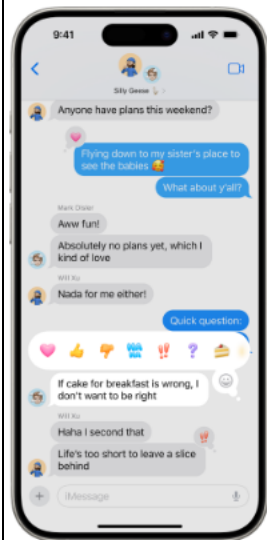 9:41
Silly Geese
Anyone have plans this weekend?
Flying down to my sister's place to
see the babies 🥰
What about y'all?
Aww fun!
Absolutely no plans yet, which I
kind of love
Will Xu
Nada for me either!
Quick question:
HA HA
!!
?
If cake for breakfast is wrong, I
don't want to be right
Will Xu
Haha I second that
!!
Life's too short to leave a slice
behind
iMessage